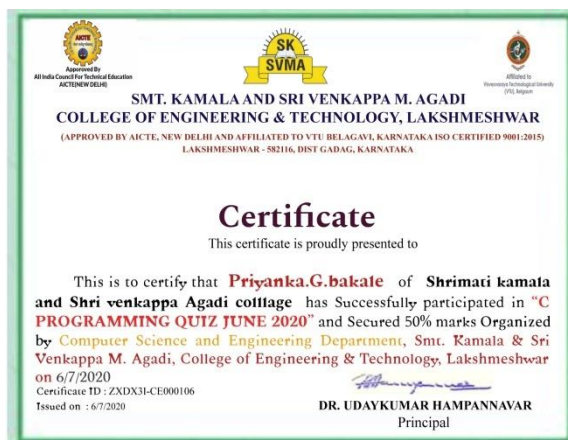 AICTE
Apperoved By
All India Council For Technical Education
AICTE(NEW DELHI)
SK
SVMA
Affiliated to
Visvesvaraya Technological University
(VTU), Belgaum
SMT. KAMALA AND SRI VENKAPPA M. AGADI
COLLEGE OF ENGINEERING & TECHNOLOGY, LAKSHMESHWAR
(APPROVED BY AICTE, NEW DELHI AND AFFILIATED TO VTU BELAGAVI, KARNATAKA ISO CERTIFIED 9001:2015)
LAKSHMESHWAR - 582116, DIST GADAG, KARNATAKA
Certificate
This certificate is proudly presented to
This is to certify that Priyanka.G.bakale of Shrimati kamala
and Shri venkappa Agadi colllage has Successfully participated in “C
PROGRAMMING QUIZ JUNE 2020” and Secured 50% marks Organized
by Computer Science and Engineering Department, Smt. Kamala & Sri
Venkappa M. Agadi, College of Engineering & Technology, Lakshmeshwar
on 6/7/2020
Certificate ID : ZXDX3I-CE000106
Issued on : 6/7/2020
DR. UDAYKUMAR HAMPANNAVAR
Principal